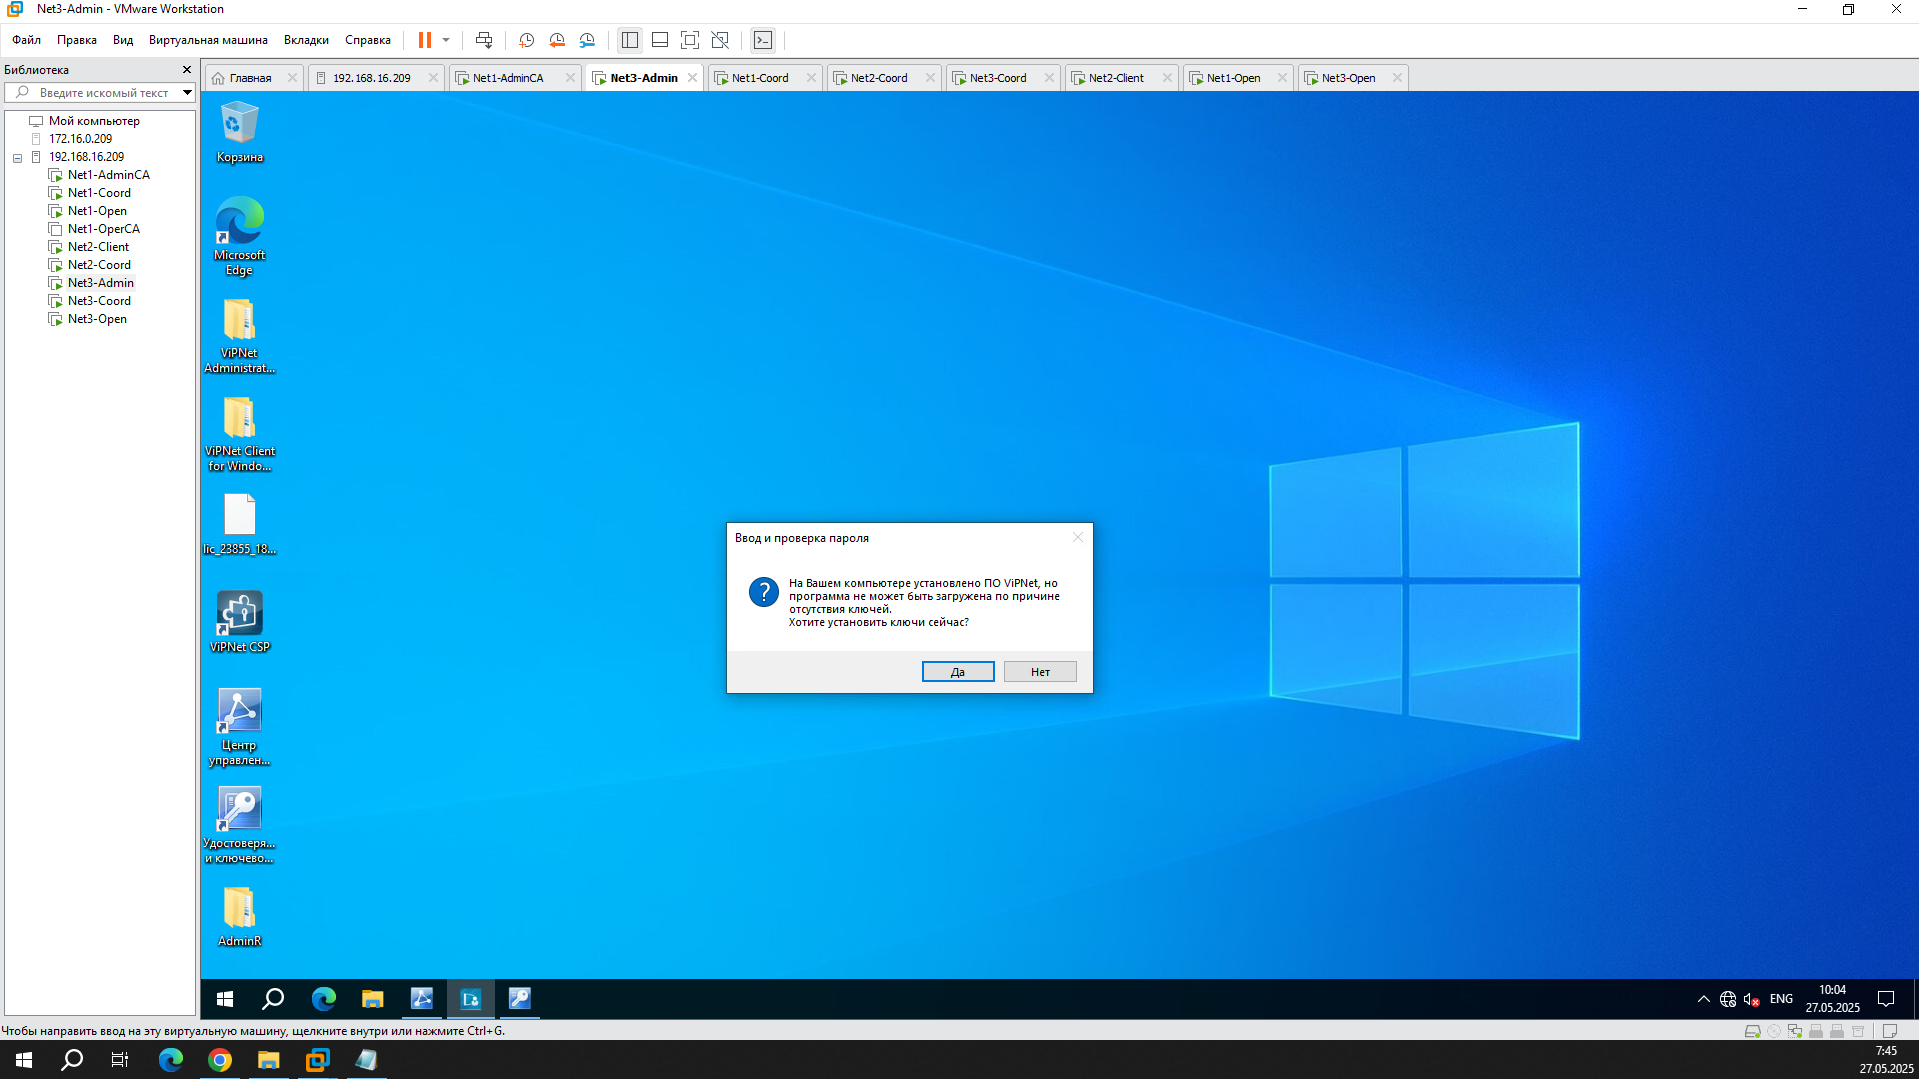 Net3-Admin - VMware Workstation
Файл Правка Вид Виртуальная машина Вкладки Справка
Библиотека
Введите искомый текст
Мой компьютер
172.16.0.209
192.168.16.209
Net1-AdminCA
Net1-Coord
Net1-Open
Net1-OperCA
Net2-Client
Net2-Coord
Net3-Admin
Net3-Coord
Net3-Open
Главная 192.168.16.209 Net1-AdminCA Net3-Admin Net1-Coord Net2-Coord Net3-Coord Net2-Client Net1-Open Net3-Open
Корзина
Microsoft
Edge
ViPNet
Administrat...
ViPNet Client
for Windo...
lic_23855_18...
ViPNet CSP
Центр
управлен...
Удостоверя...
и ключево...
AdminR
Ввод и проверка пароля
На Вашем компьютере установлено ПО ViPNet, но
программа не может быть загружена по причине
отсутствия ключей.
Хотите установить ключи сейчас?
Да Нет
ENG
10:04
27.05.2025
Чтобы направить ввод на эту виртуальную машину, щелкните внутри или нажмите Ctrl+G.
7:45
27.05.2025